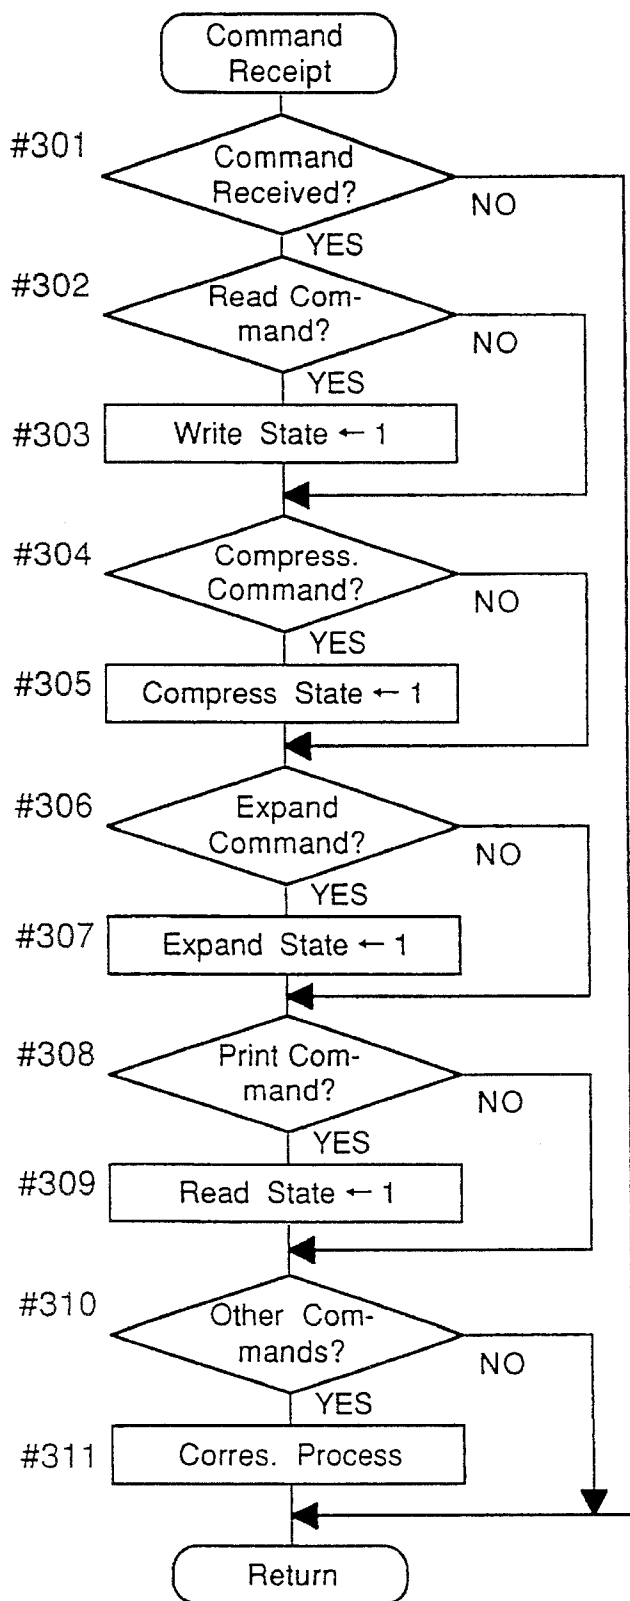 Command
Receipt
#301
Command
Received?
NO
YES
#302
Read Com-
mand?
NO
YES
#303
Write State ← 1
#304
Compress.
Command?
NO
YES
#305
Compress State ← 1
#306
Expand
Command?
NO
YES
#307
Expand State ← 1
#308
Print Com-
mand?
NO
YES
#309
Read State ← 1
#310
Other Com-
mands?
NO
YES
#311
Corres. Process
Return